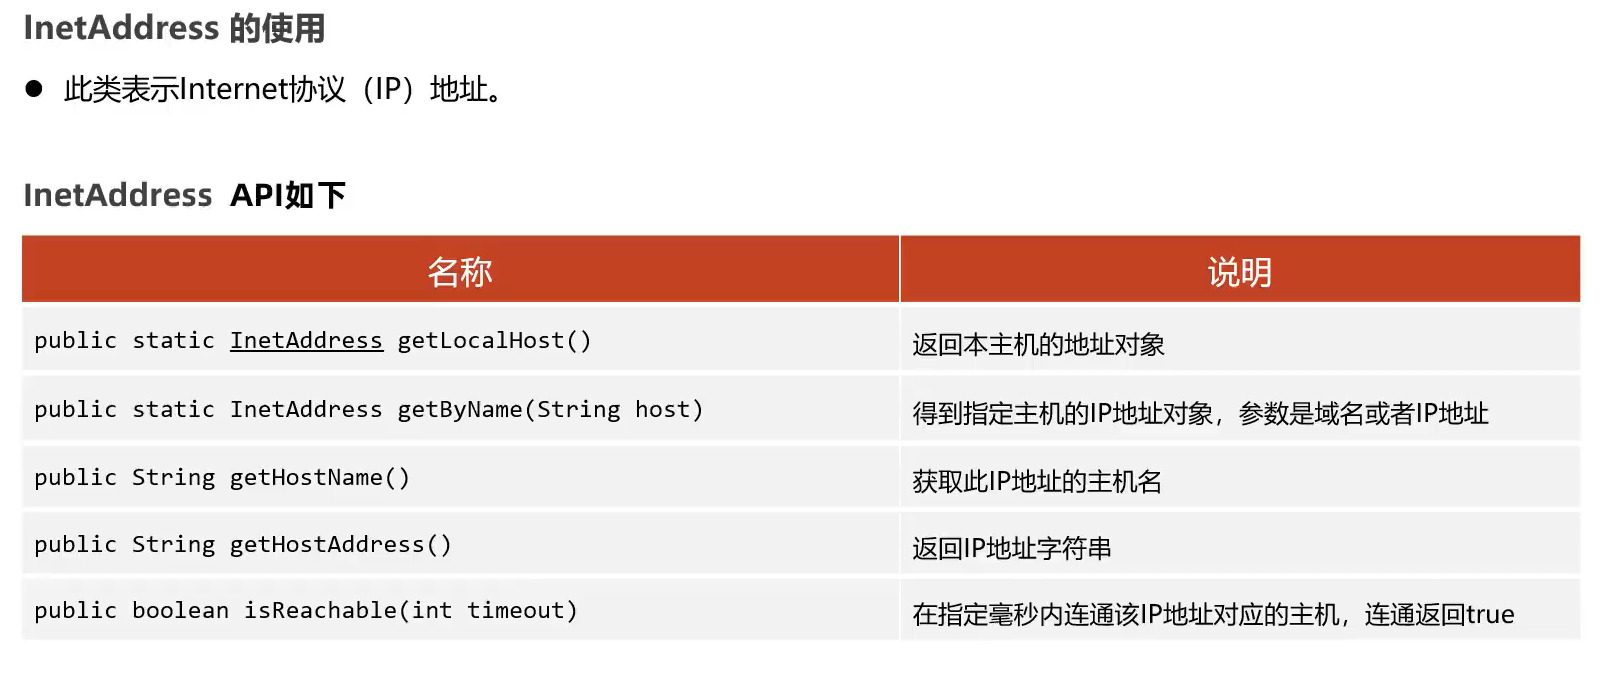 InetAddress 的使用
● 此类表示Internet协议（IP）地址。
InetAddress API如下
名称 说明
public static InetAddress getLocalHost() 返回本主机的地址对象
public static InetAddress getByName(String host) 得到指定主机的IP地址对象，参数是域名或者IP地址
public String getHostName() 获取此IP地址的主机名
public String getHostAddress() 返回IP地址字符串
public boolean isReachable(int timeout) 在指定毫秒内连通该IP地址对应的主机，连通返回true